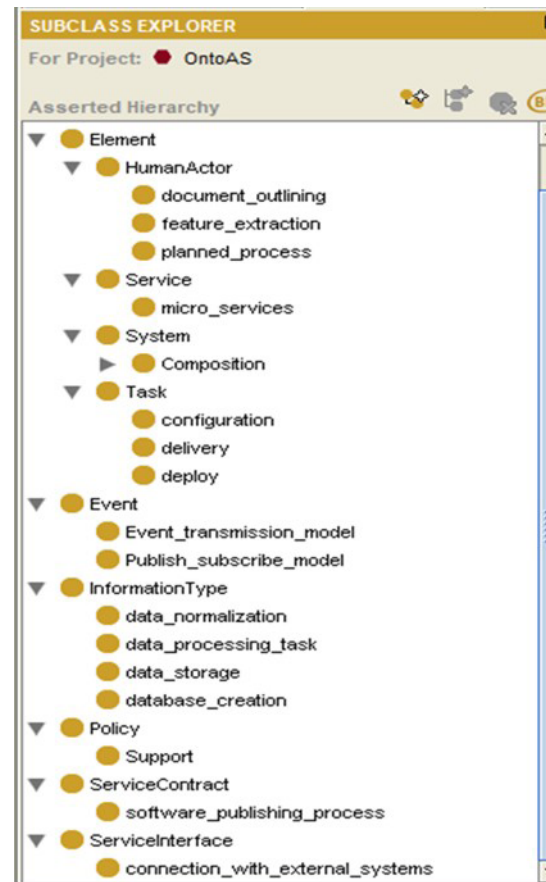 SUBCLASS EXPLORER
For Project: OntoAS
Asserted Hierarchy
Element
HumanActor
document_outlining
feature_extraction
planned_process
Service
micro_services
System
Composition
Task
configuration
delivery
deploy
Event
Event_transmission_model
Publish_subscribe_model
InformationType
data_normalization
data_processing_task
data_storage
database_creation
Policy
Support
ServiceContract
software_publishing_process
ServiceInterface
connection_with_external_systems